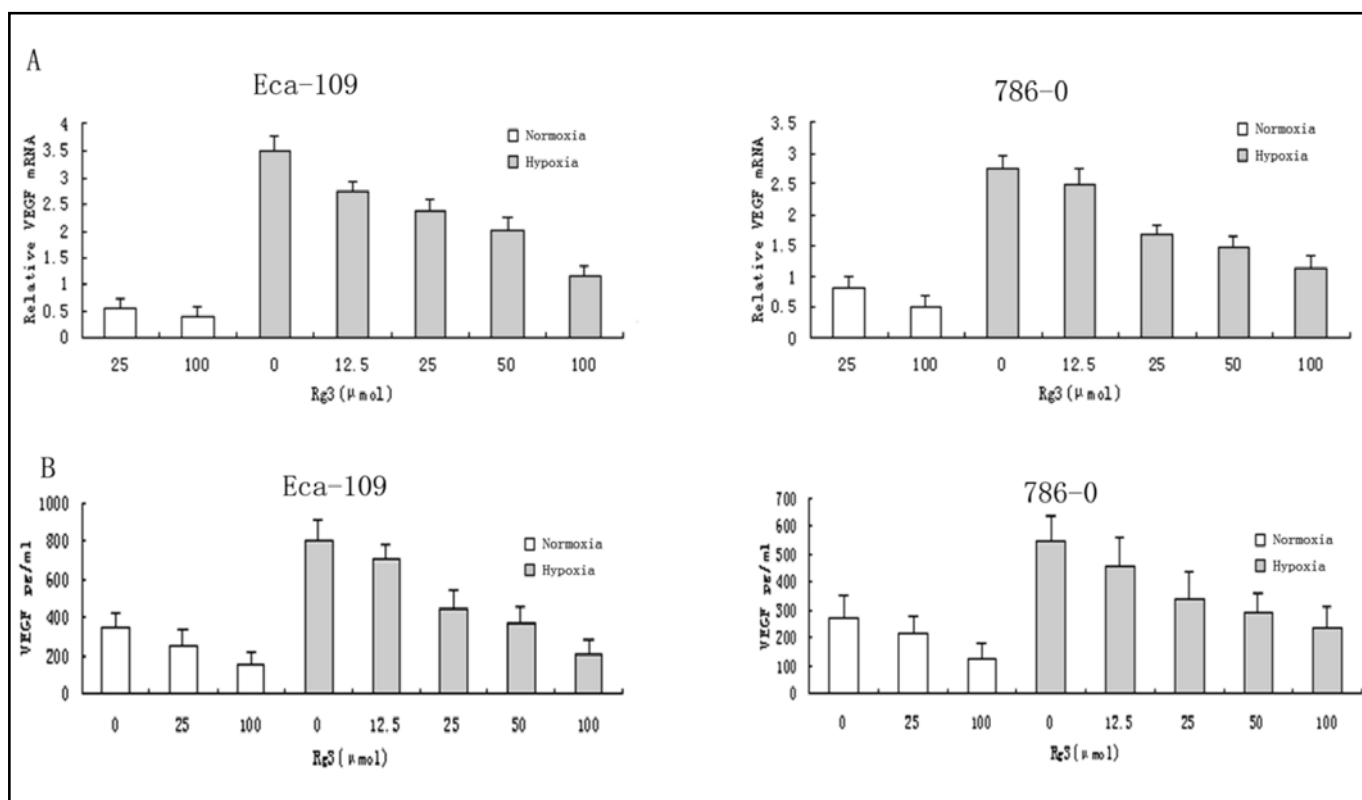 A
Eca-109
786-0
Relative VEGF mRNA
4
3.5
3
2.5
2
1.5
1
0.5
0
Normoxia
Hypoxia
25 100 0 12.5 25 50 100
Rg3(μmol)
Relative VEGF mRNA
3.5
3
2.5
2
1.5
1
0.5
0
Normoxia
Hypoxia
25 100 0 12.5 25 50 100
Rg3(μmol)
B
Eca-109
786-0
VEGF pg/ml
1000
800
600
400
200
0
Normoxia
Hypoxia
0 25 100 0 12.5 25 50 100
Rg3(μmol)
VEGF pg/ml
700
600
500
400
300
200
100
0
Normoxia
Hypoxia
0 25 100 0 12.5 25 50 100
Rg3(μmol)